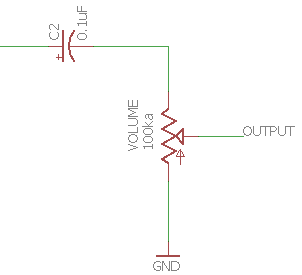 C2
0.1uF
+
VOLUME
100ka
OUTPUT
GND